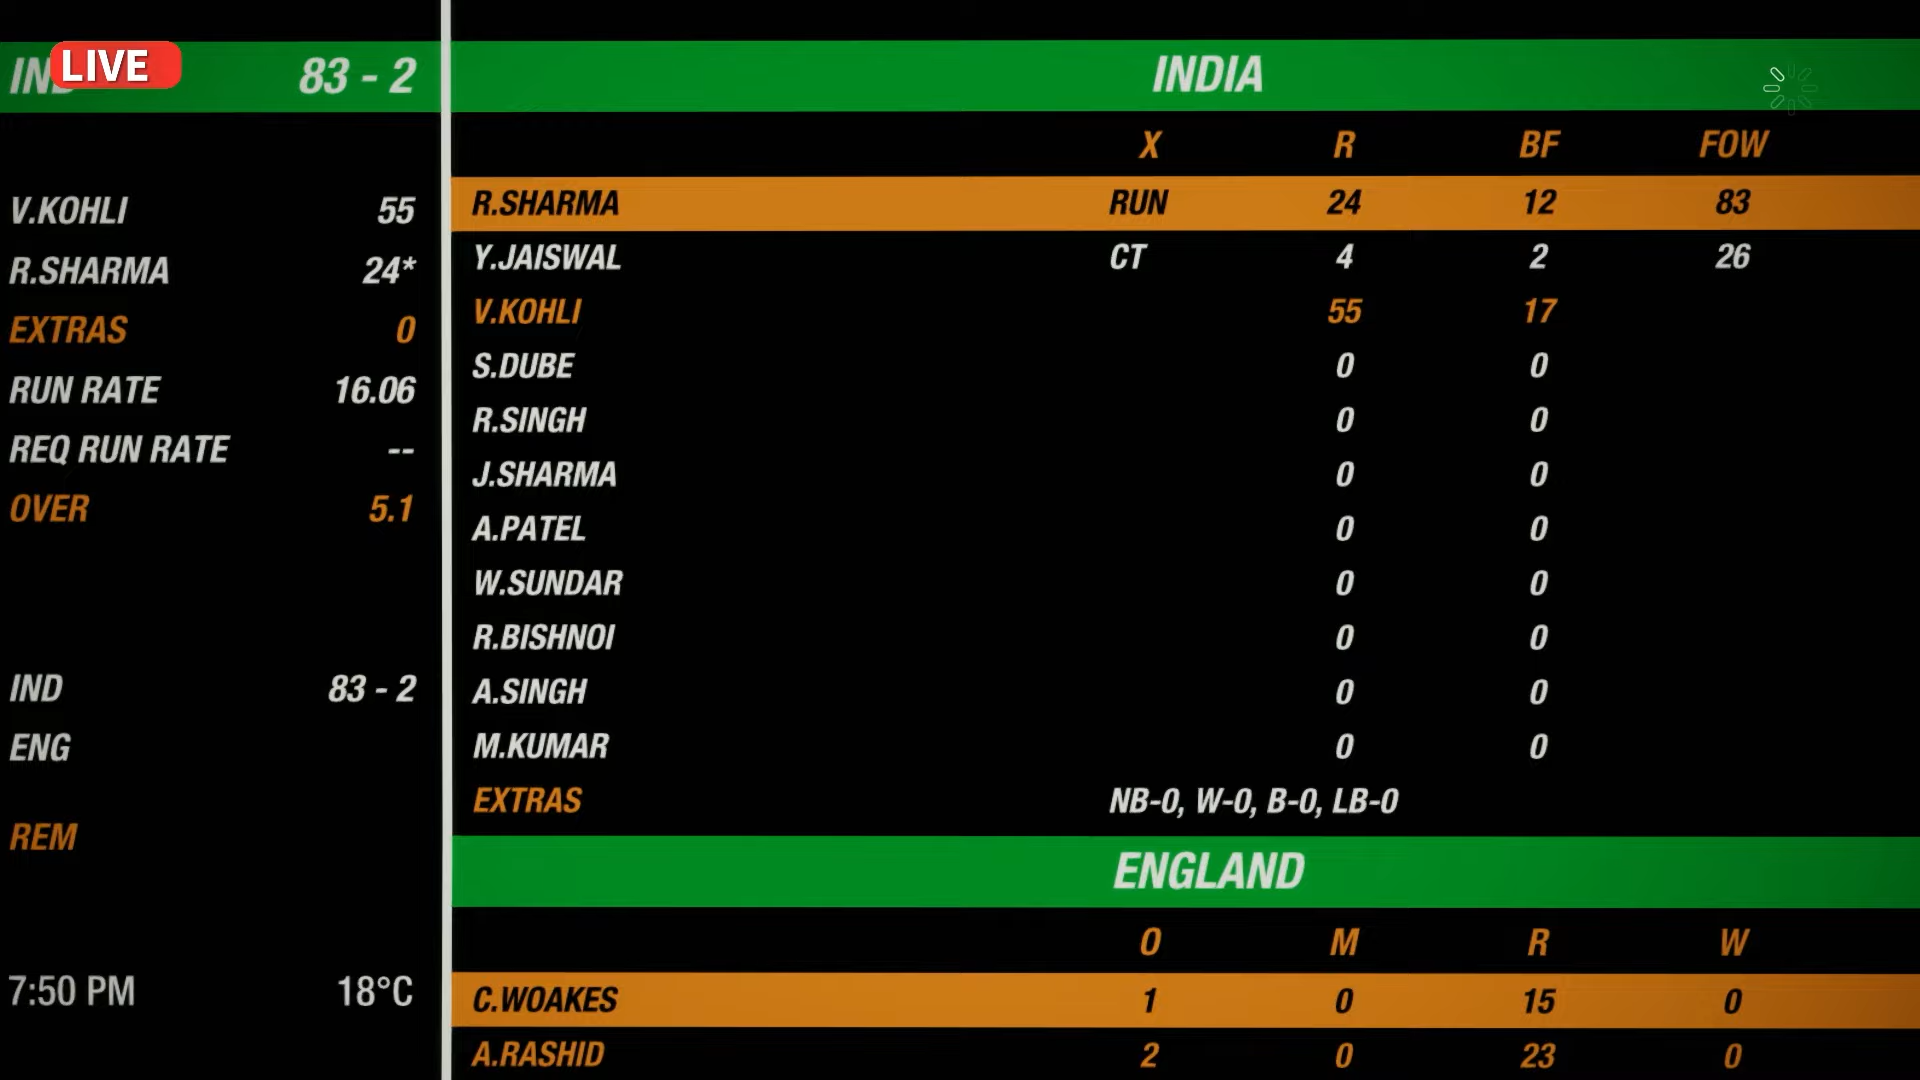 IND 83 - 2
LIVE
V.KOHLI 55
R.SHARMA 24*
EXTRAS 0
RUN RATE 16.06
REQ RUN RATE --
OVER 5.1
IND 83 - 2
ENG
REM
7:50 PM 18°C
INDIA
X R BF FOW
R.SHARMA RUN 24 12 83
Y.JAISWAL CT 4 2 26
V.KOHLI 55 17
S.DUBE 0 0
R.SINGH 0 0
J.SHARMA 0 0
A.PATEL 0 0
W.SUNDAR 0 0
R.BISHNOI 0 0
A.SINGH 0 0
M.KUMAR 0 0
EXTRAS NB-0, W-0, B-0, LB-0
ENGLAND
O M R W
C.WOAKES 1 0 15 0
A.RASHID 2 0 23 0